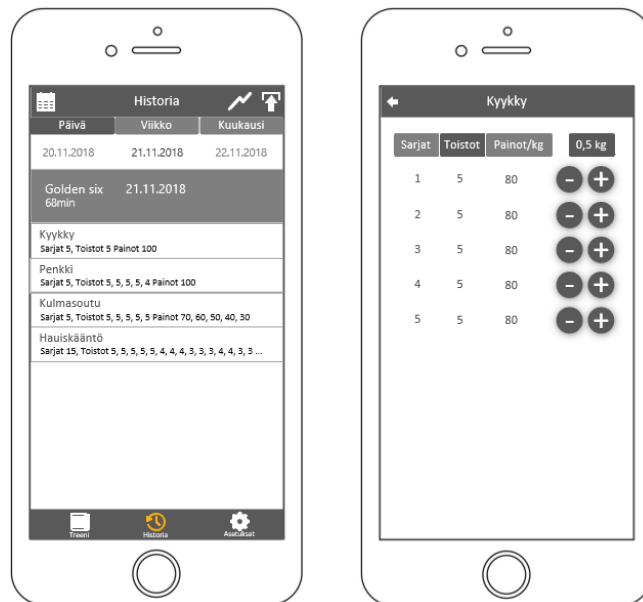 Historia
Päivä Viikko Kuukausi
20.11.2018 21.11.2018 22.11.2018
Golden six 21.11.2018
68min
Kyykky
Sarjat 5, Toistot 5 Painot 100
Penkki
Sarjat 5, Toistot 5, 5, 5, 5, 4 Painot 100
Kulmasoutu
Sarjat 5, Toistot 5, 5, 5, 5, 5 Painot 70, 60, 50, 40, 30
Hauiskääntö
Sarjat 15, Toistot 5, 5, 5, 5, 5, 4, 4, 4, 3, 3, 3, 4, 4, 3, 3 ...
Treeni Historia Asetukset
Kyykky
Sarjat Toistot Painot/kg 0,5 kg
1 5 80 - +
2 5 80 - +
3 5 80 - +
4 5 80 - +
5 5 80 - +